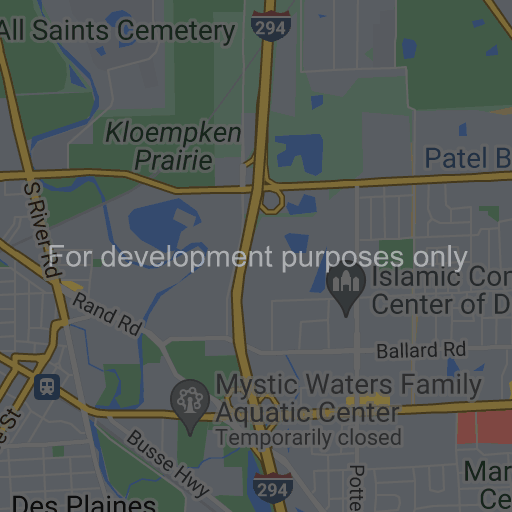 All Saints Cemetery
294
Kloempken
Prairie
Patel B
S River Rd
For development purposes only
Islamic Con
Center of D
Rand Rd
Ballard Rd
Mystic Waters Family
Aquatic Center
Temporarily closed
e St
Busse Hwy
294
Potte
Mar
Ce
Des Plaines